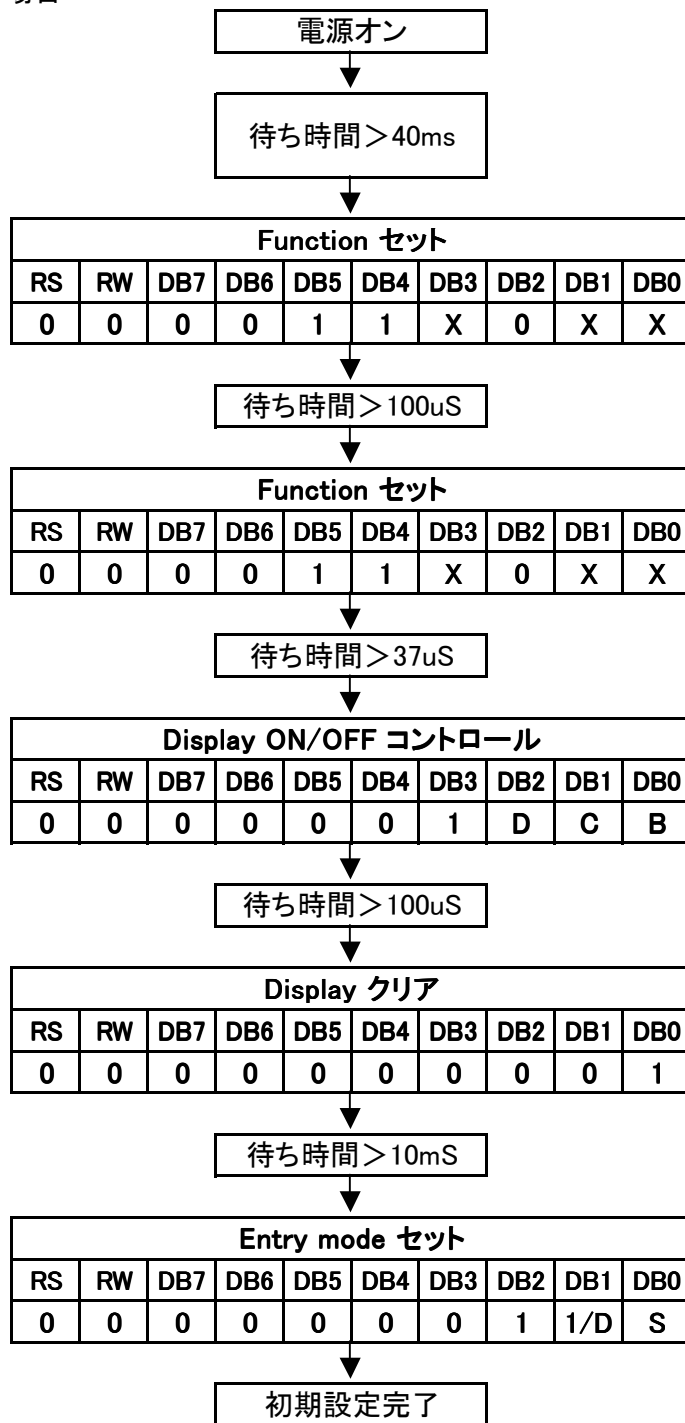 電源オン
待ち時間＞40ms
Function セット
RS RW DB7 DB6 DB5 DB4 DB3 DB2 DB1 DB0
0 0 0 0 1 1 X 0 X X
待ち時間＞100uS
Function セット
RS RW DB7 DB6 DB5 DB4 DB3 DB2 DB1 DB0
0 0 0 0 1 1 X 0 X X
待ち時間＞37uS
Display ON/OFF コントロール
RS RW DB7 DB6 DB5 DB4 DB3 DB2 DB1 DB0
0 0 0 0 0 0 1 D C B
待ち時間＞100uS
Display クリア
RS RW DB7 DB6 DB5 DB4 DB3 DB2 DB1 DB0
0 0 0 0 0 0 0 0 0 1
待ち時間＞10mS
Entry mode セット
RS RW DB7 DB6 DB5 DB4 DB3 DB2 DB1 DB0
0 0 0 0 0 0 0 1 1/D S
初期設定完了